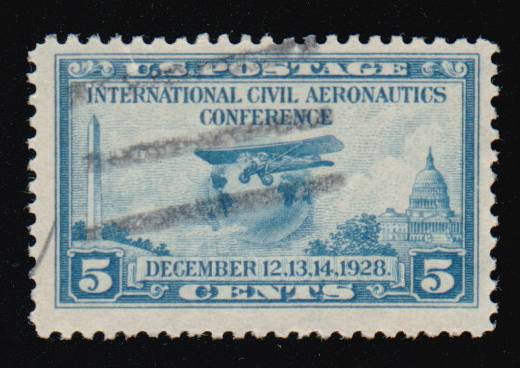 U.S. POSTAGE
INTERNATIONAL CIVIL AERONAUTICS
CONFERENCE
5 DECEMBER 12,13,14,1928. 5
CENTS